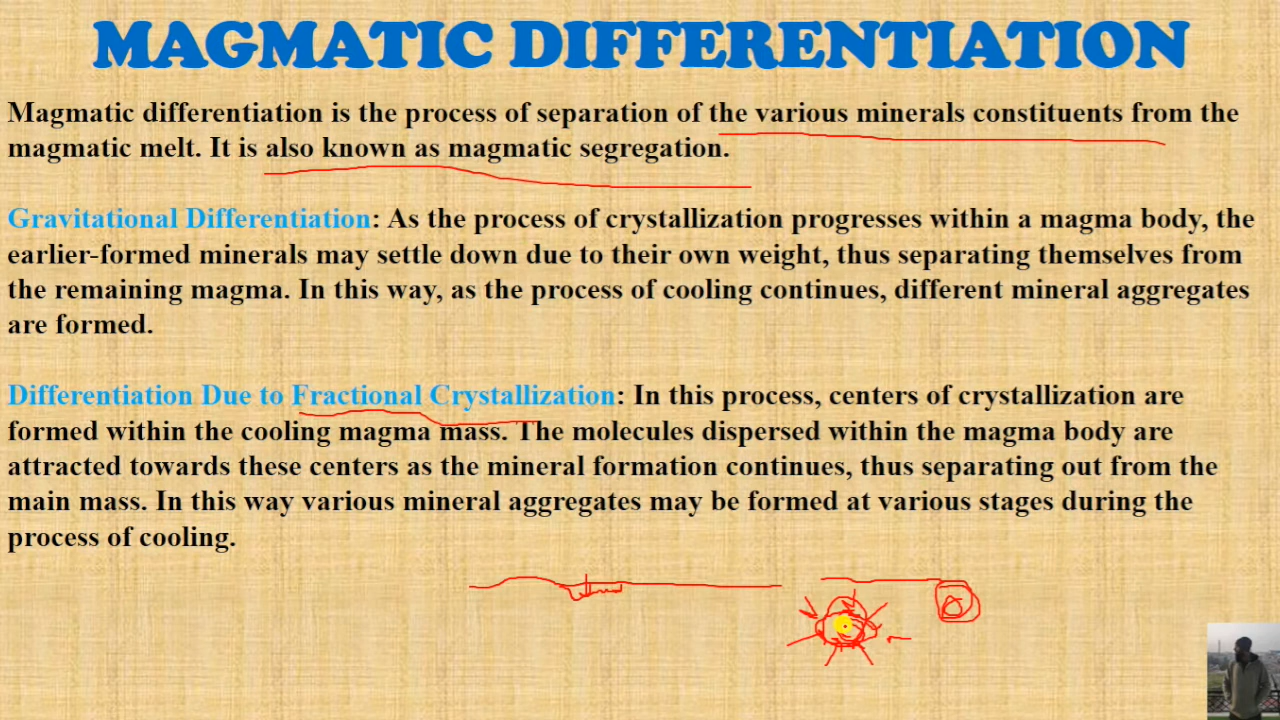 MAGMATIC DIFFERENTIATION
Magmatic differentiation is the process of separation of the various minerals constituents from the
magmatic melt. It is also known as magmatic segregation.
Gravitational Differentiation: As the process of crystallization progresses within a magma body, the
earlier-formed minerals may settle down due to their own weight, thus separating themselves from
the remaining magma. In this way, as the process of cooling continues, different mineral aggregates
are formed.
Differentiation Due to Fractional Crystallization: In this process, centers of crystallization are
formed within the cooling magma mass. The molecules dispersed within the magma body are
attracted towards these centers as the mineral formation continues, thus separating out from the
main mass. In this way various mineral aggregates may be formed at various stages during the
process of cooling.